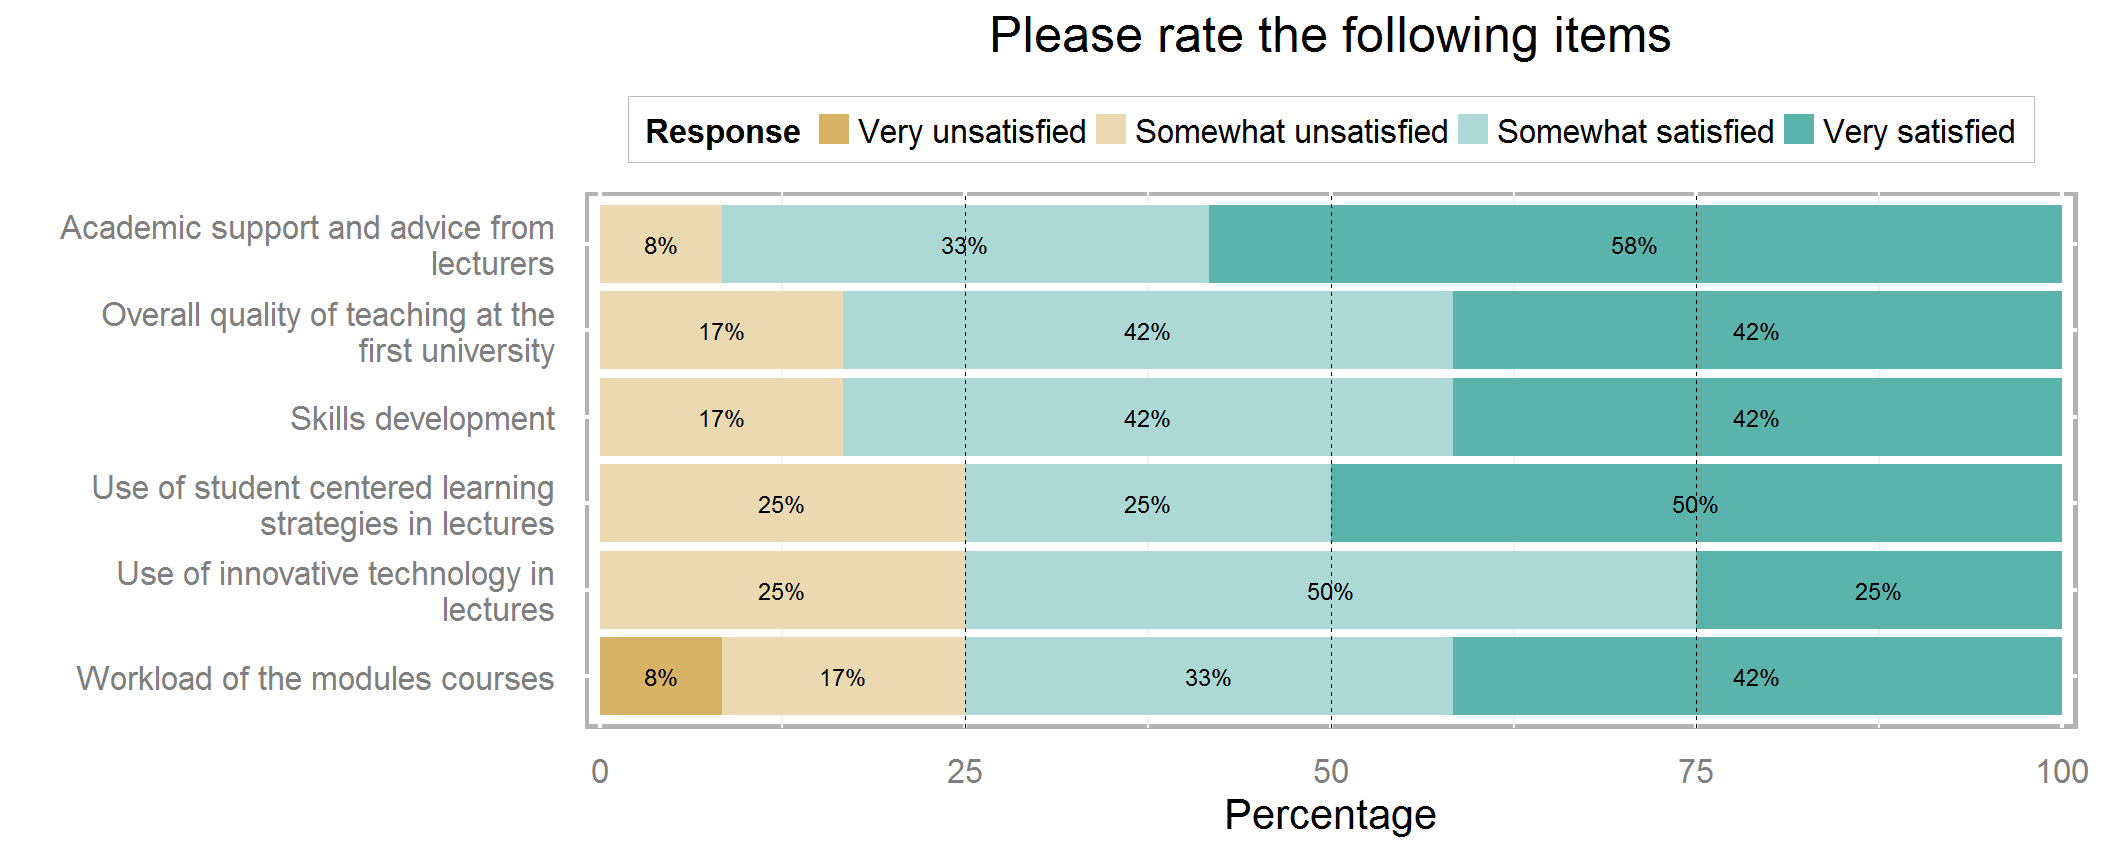 Please rate the following items
Response Very unsatisfied Somewhat unsatisfied Somewhat satisfied Very satisfied
Academic support and advice from
lecturers
8% 33% 58%
Overall quality of teaching at the
first university
17% 42% 42%
Skills development
17% 42% 42%
Use of student centered learning
strategies in lectures
25% 25% 50%
Use of innovative technology in
lectures
25% 50% 25%
Workload of the modules courses
8% 17% 33% 42%
0 25 50 75 100
Percentage